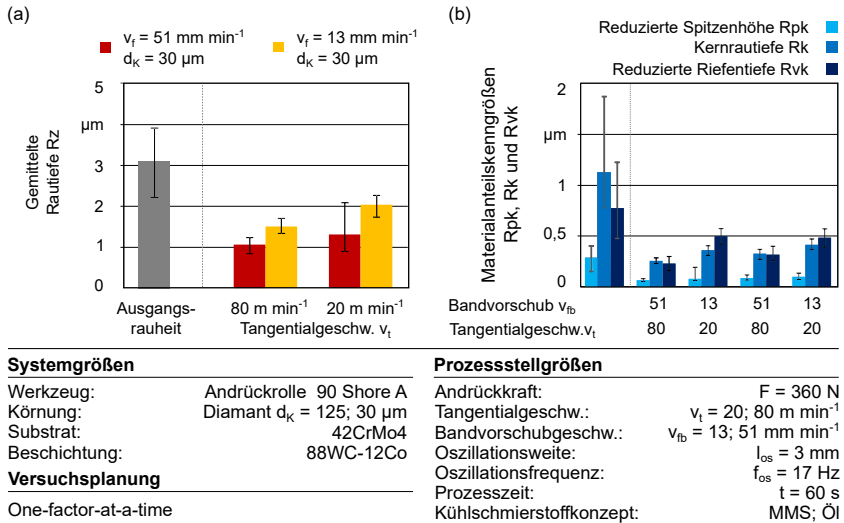 (a)
v_f = 51 mm min⁻¹
d_K = 30 µm
v_f = 13 mm min⁻¹
d_K = 30 µm
Gemittelte
Rautiefe Rz
5
µm
3
2
1
0
Ausgangs-
rauheit
80 m min⁻¹
20 m min⁻¹
Tangentialgeschw. v_t
(b)
Reduzierte Spitzenhöhe Rpk
Kernrautiefe Rk
Reduzierte Riefentiefe Rvk
Materialanteilskenngrößen
Rpk, Rk und Rvk
2
µm
1
0,5
0
Bandvorschub v_fb 51 13 51 13
Tangentialgeschw.v_t 80 20 80 20
Systemgrößen
Werkzeug: Andrückrolle 90 Shore A
Körnung: Diamant d_K = 125; 30 µm
Substrat: 42CrMo4
Beschichtung: 88WC-12Co
Versuchsplanung
One-factor-at-a-time
Prozessstellgrößen
Andrückkraft: F = 360 N
Tangentialgeschw.: v_t = 20; 80 m min⁻¹
Bandvorschubgeschw.: v_fb = 13; 51 mm min⁻¹
Oszillationsweite: l_os = 3 mm
Oszillationsfrequenz: f_os = 17 Hz
Prozesszeit: t = 60 s
Kühlschmierstoffkonzept: MMS; Öl